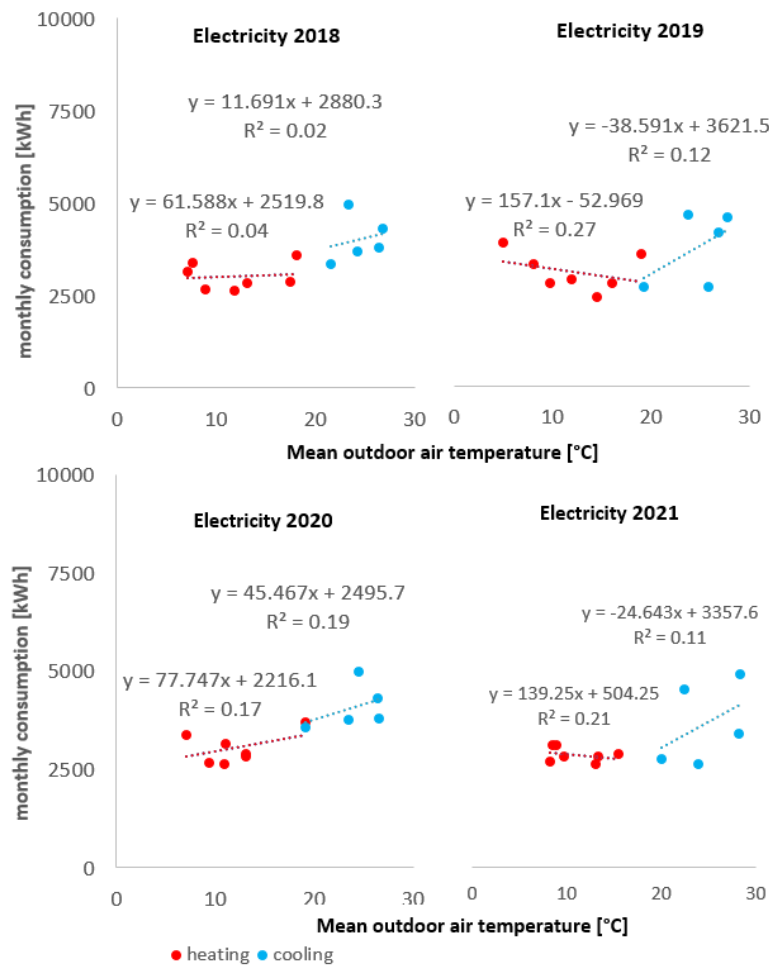 10000
7500
5000
2500
0
monthly consumption [kWh]
Electricity 2018
y = 11.691x + 2880.3
R² = 0.02
y = 61.588x + 2519.8
R² = 0.04
0 10 20 30
Electricity 2019
y = -38.591x + 3621.5
R² = 0.12
y = 157.1x - 52.969
R² = 0.27
0 10 20 30
Mean outdoor air temperature [°C]
10000
7500
5000
2500
0
monthly consumption [kWh]
Electricity 2020
y = 45.467x + 2495.7
R² = 0.19
y = 77.747x + 2216.1
R² = 0.17
0 10 20 30
Electricity 2021
y = -24.643x + 3357.6
R² = 0.11
y = 139.25x + 504.25
R² = 0.21
0 10 20 30
Mean outdoor air temperature [°C]
heating cooling